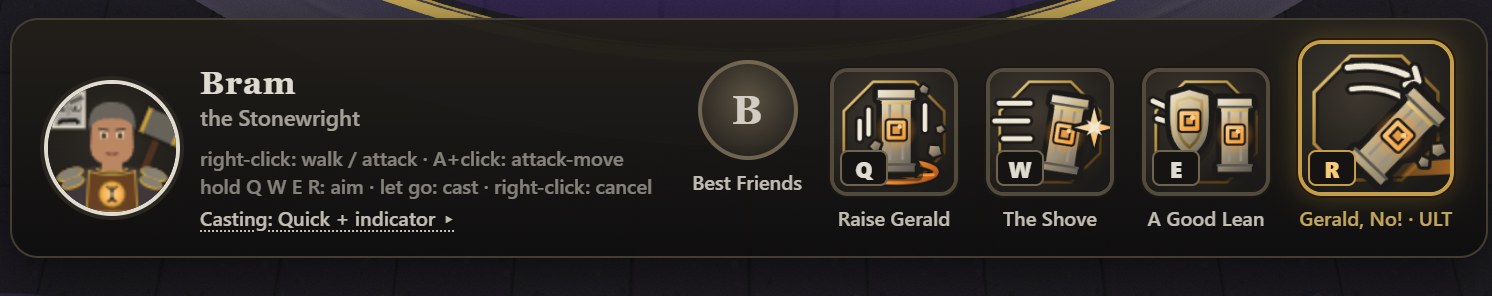 Bram
the Stonewright
right-click: walk / attack · A+click: attack-move
hold Q W E R: aim · let go: cast · right-click: cancel
Casting: Quick + indicator ▸
B
Best Friends
Q
Raise Gerald
W
The Shove
E
A Good Lean
R
Gerald, No! · ULT